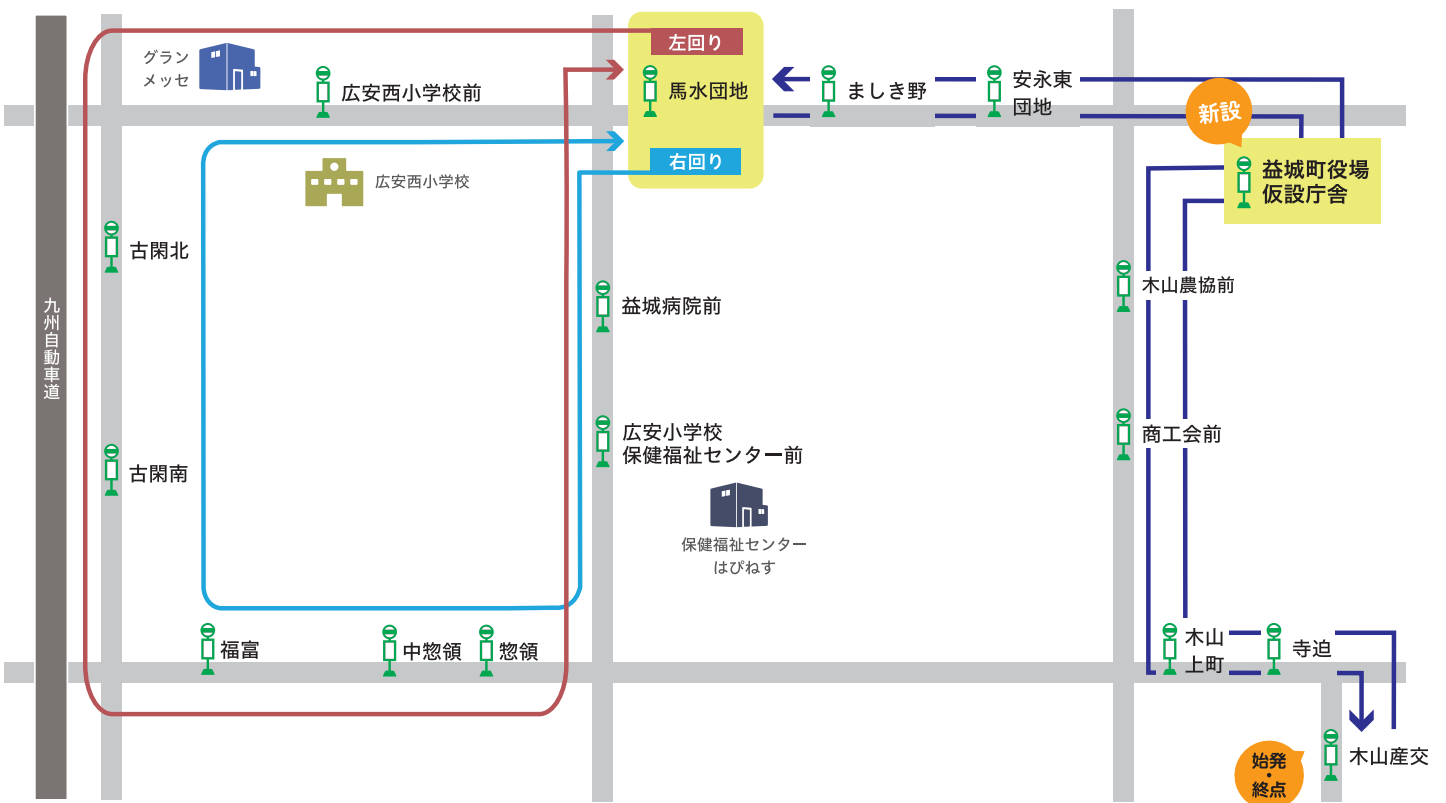 左回り
グラン
メッセ
広安西小学校前
馬水団地
ましき野
安永東
団地
新設
右回り
広安西小学校
益城町役場
仮設庁舎
古閑北
九州自動車道
益城病院前
木山農協前
広安小学校
保健福祉センター前
商工会前
古閑南
保健福祉センター
はぴねす
福富
中惣領
惣領
木山
上町
寺迫
木山産交
始発
・
終点